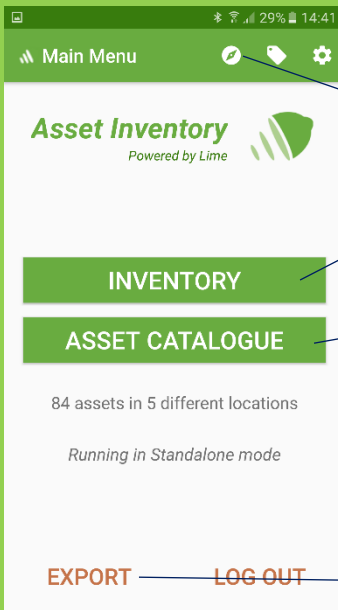 29% 14:41
Main Menu
Asset Inventory
Powered by Lime
INVENTORY
ASSET CATALOGUE
84 assets in 5 different locations
Running in Standalone mode
EXPORT LOG OUT